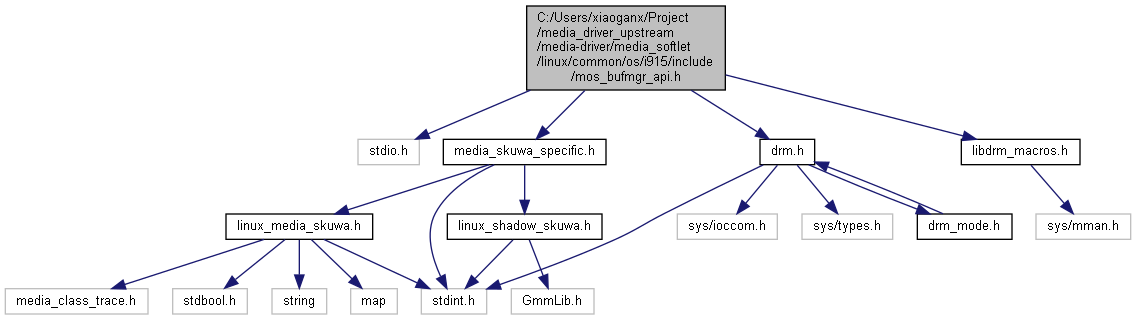 C:/Users/xiaoganx/Project
/media_driver_upstream
/media-driver/media_softlet
/linux/common/os/i915/include
/mos_bufmgr_api.h
stdio.h
media_skuwa_specific.h
drm.h
libdrm_macros.h
linux_media_skuwa.h
linux_shadow_skuwa.h
sys/ioccom.h
sys/types.h
drm_mode.h
sys/mman.h
media_class_trace.h
stdbool.h
string
map
stdint.h
GmmLib.h